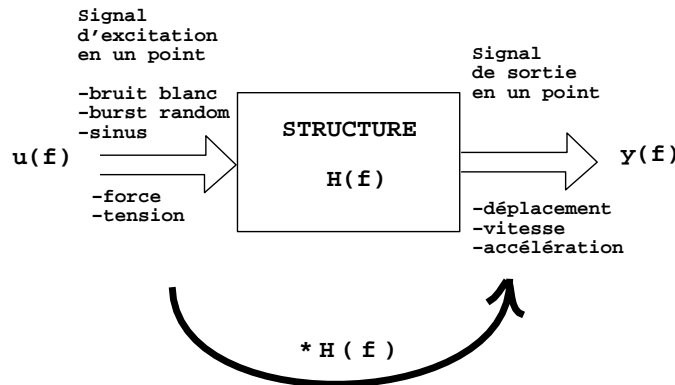 Signal
d'excitation
en un point
-bruit blanc
-burst random
-sinus
u(f)
-force
-tension
STRUCTURE
H(f)
Signal
de sortie
en un point
y(f)
-déplacement
-vitesse
-accélération
*H(f)